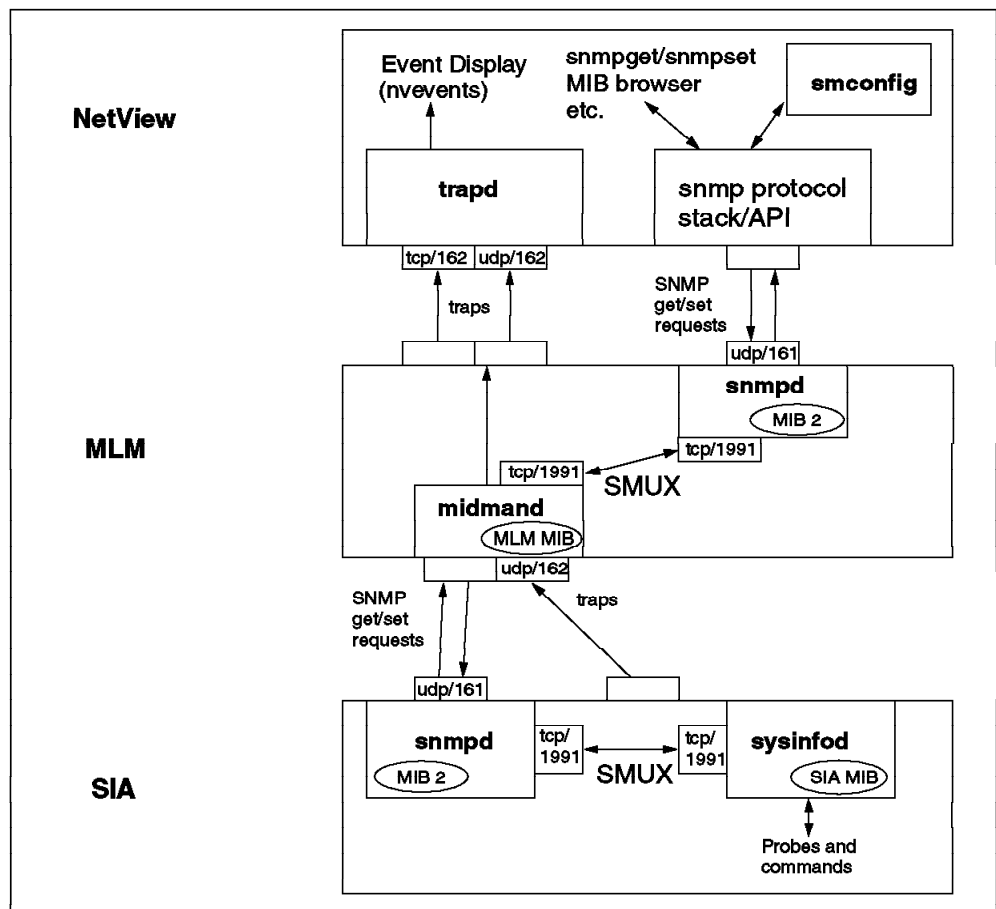 NetView
Event Display
(nvevents)
snmpget/snmpset
MIB browser
etc.
smconfig
trapd
snmp protocol
stack/API
tcp/162
udp/162
traps
SNMP
get/set
requests
udp/161
MLM
snmpd
MIB 2
tcp/1991
tcp/1991
SMUX
midmand
MLM MIB
udp/162
SNMP
get/set
requests
traps
udp/161
SIA
snmpd
MIB 2
tcp/
1991
SMUX
tcp/
1991
sysinfod
SIA MIB
Probes and
commands